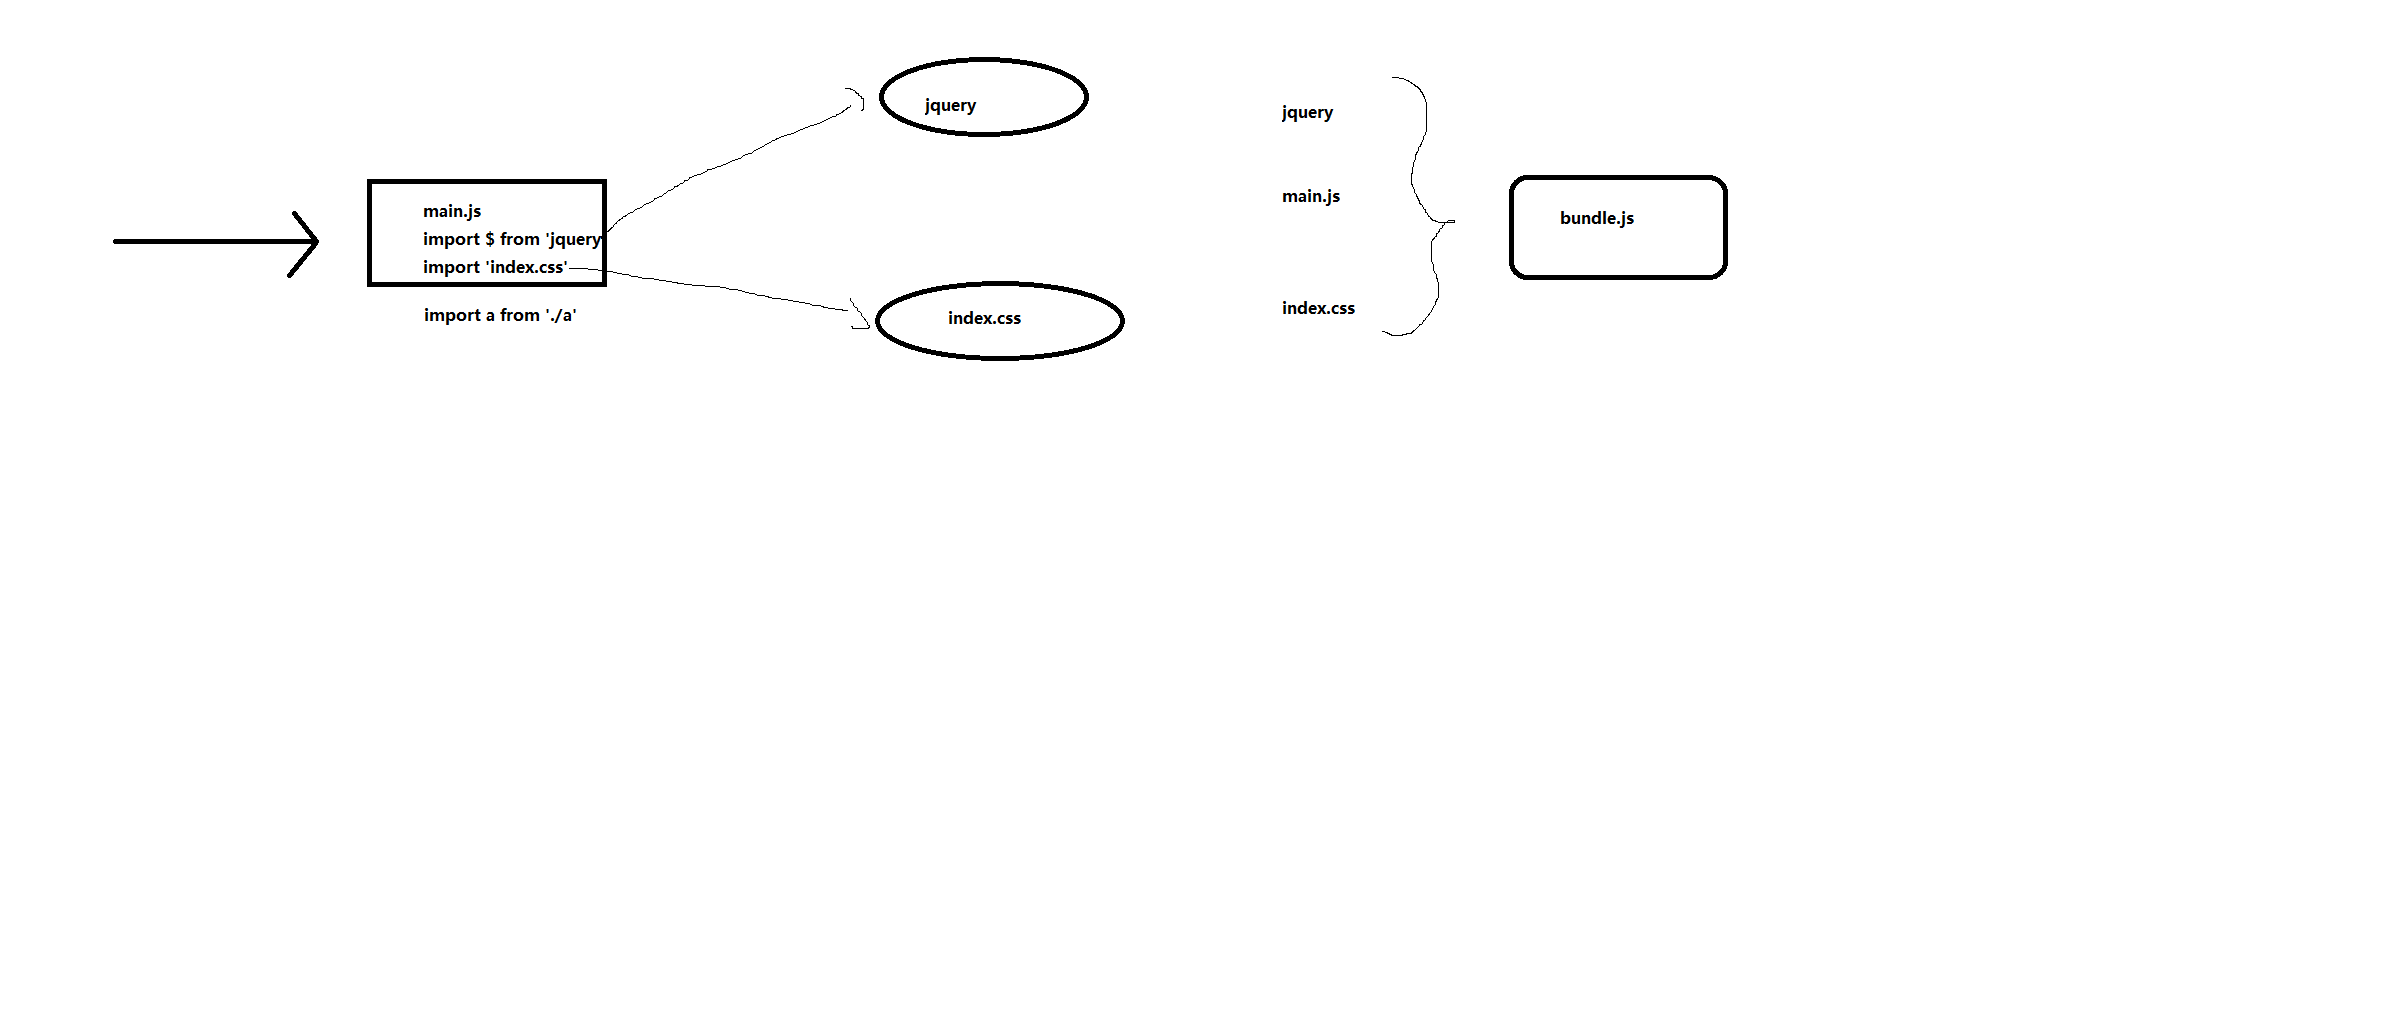 jquery
main.js
import $ from 'jquery
import 'index.css'
import a from './a'
index.css
jquery
main.js
index.css
bundle.js